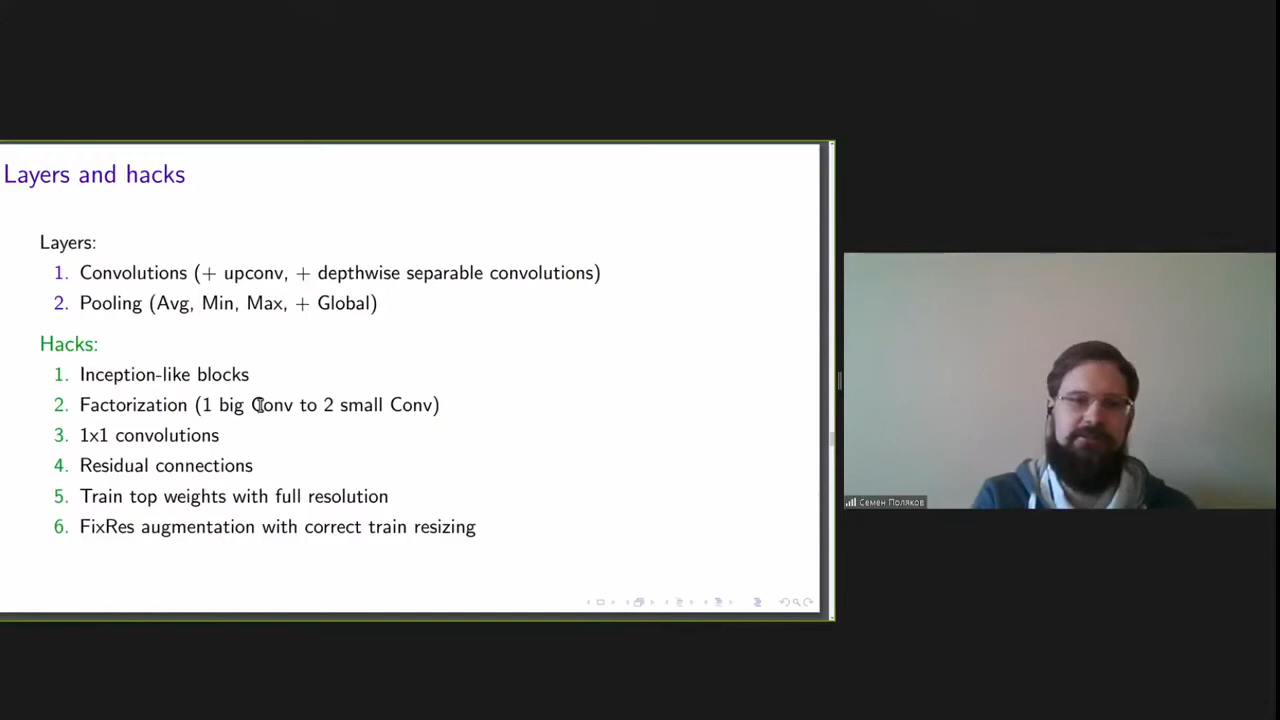 Layers and hacks
Layers:
1. Convolutions (+ upconv, + depthwise separable convolutions)
2. Pooling (Avg, Min, Max, + Global)
Hacks:
1. Inception-like blocks
2. Factorization (1 big Conv to 2 small Conv)
3. 1x1 convolutions
4. Residual connections
5. Train top weights with full resolution
6. FixRes augmentation with correct train resizing
Семен Поляков